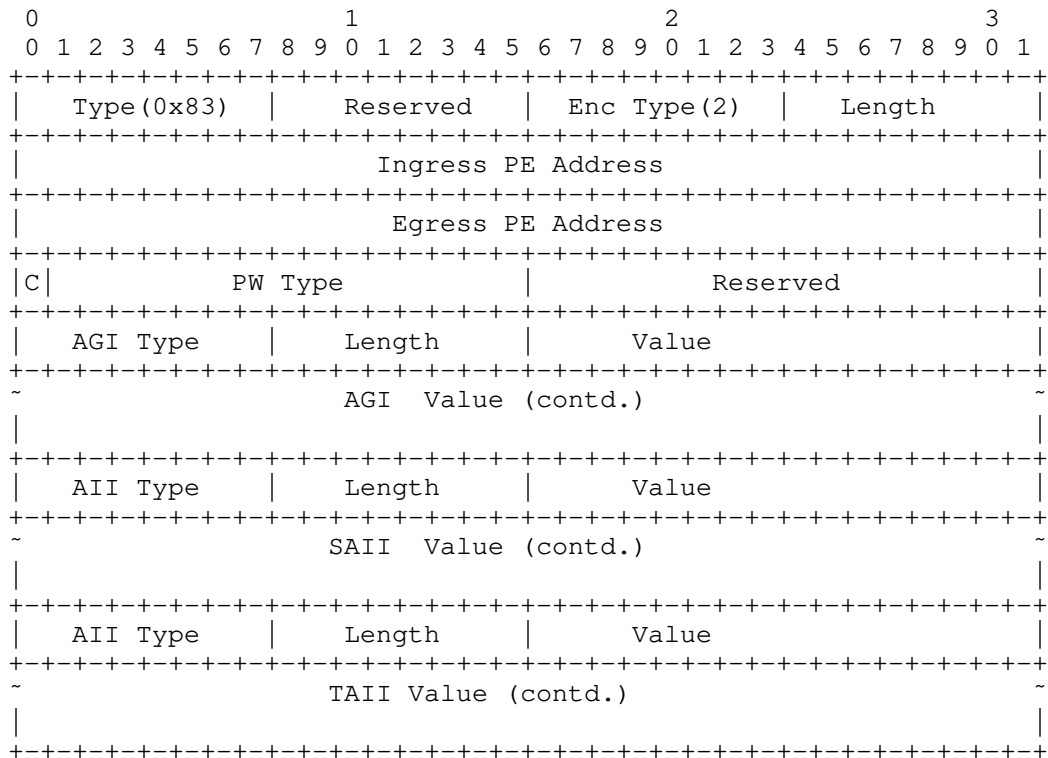 0                   1                   2                   3
 0 1 2 3 4 5 6 7 8 9 0 1 2 3 4 5 6 7 8 9 0 1 2 3 4 5 6 7 8 9 0 1
+-+-+-+-+-+-+-+-+-+-+-+-+-+-+-+-+-+-+-+-+-+-+-+-+-+-+-+-+-+-+-+-+
|   Type(0x83)  |    Reserved   |  Enc Type(2)  |   Length      |
+-+-+-+-+-+-+-+-+-+-+-+-+-+-+-+-+-+-+-+-+-+-+-+-+-+-+-+-+-+-+-+-+
|                       Ingress PE Address                      |
+-+-+-+-+-+-+-+-+-+-+-+-+-+-+-+-+-+-+-+-+-+-+-+-+-+-+-+-+-+-+-+-+
|                        Egress PE Address                      |
+-+-+-+-+-+-+-+-+-+-+-+-+-+-+-+-+-+-+-+-+-+-+-+-+-+-+-+-+-+-+-+-+
|C|            PW Type            |            Reserved           |
+-+-+-+-+-+-+-+-+-+-+-+-+-+-+-+-+-+-+-+-+-+-+-+-+-+-+-+-+-+-+-+-+
|   AGI Type    |    Length     |      Value                    |
+-+-+-+-+-+-+-+-+-+-+-+-+-+-+-+-+-+-+-+-+-+-+-+-+-+-+-+-+-+-+-+-+
~                    AGI  Value (contd.)                        ~
|                                                               |
+-+-+-+-+-+-+-+-+-+-+-+-+-+-+-+-+-+-+-+-+-+-+-+-+-+-+-+-+-+-+-+-+
|   AII Type    |    Length     |      Value                    |
+-+-+-+-+-+-+-+-+-+-+-+-+-+-+-+-+-+-+-+-+-+-+-+-+-+-+-+-+-+-+-+-+
~                   SAII  Value (contd.)                        ~
|                                                               |
+-+-+-+-+-+-+-+-+-+-+-+-+-+-+-+-+-+-+-+-+-+-+-+-+-+-+-+-+-+-+-+-+
|   AII Type    |    Length     |      Value                    |
+-+-+-+-+-+-+-+-+-+-+-+-+-+-+-+-+-+-+-+-+-+-+-+-+-+-+-+-+-+-+-+-+
~                   TAII Value (contd.)                         ~
|                                                               |
+-+-+-+-+-+-+-+-+-+-+-+-+-+-+-+-+-+-+-+-+-+-+-+-+-+-+-+-+-+-+-+-+